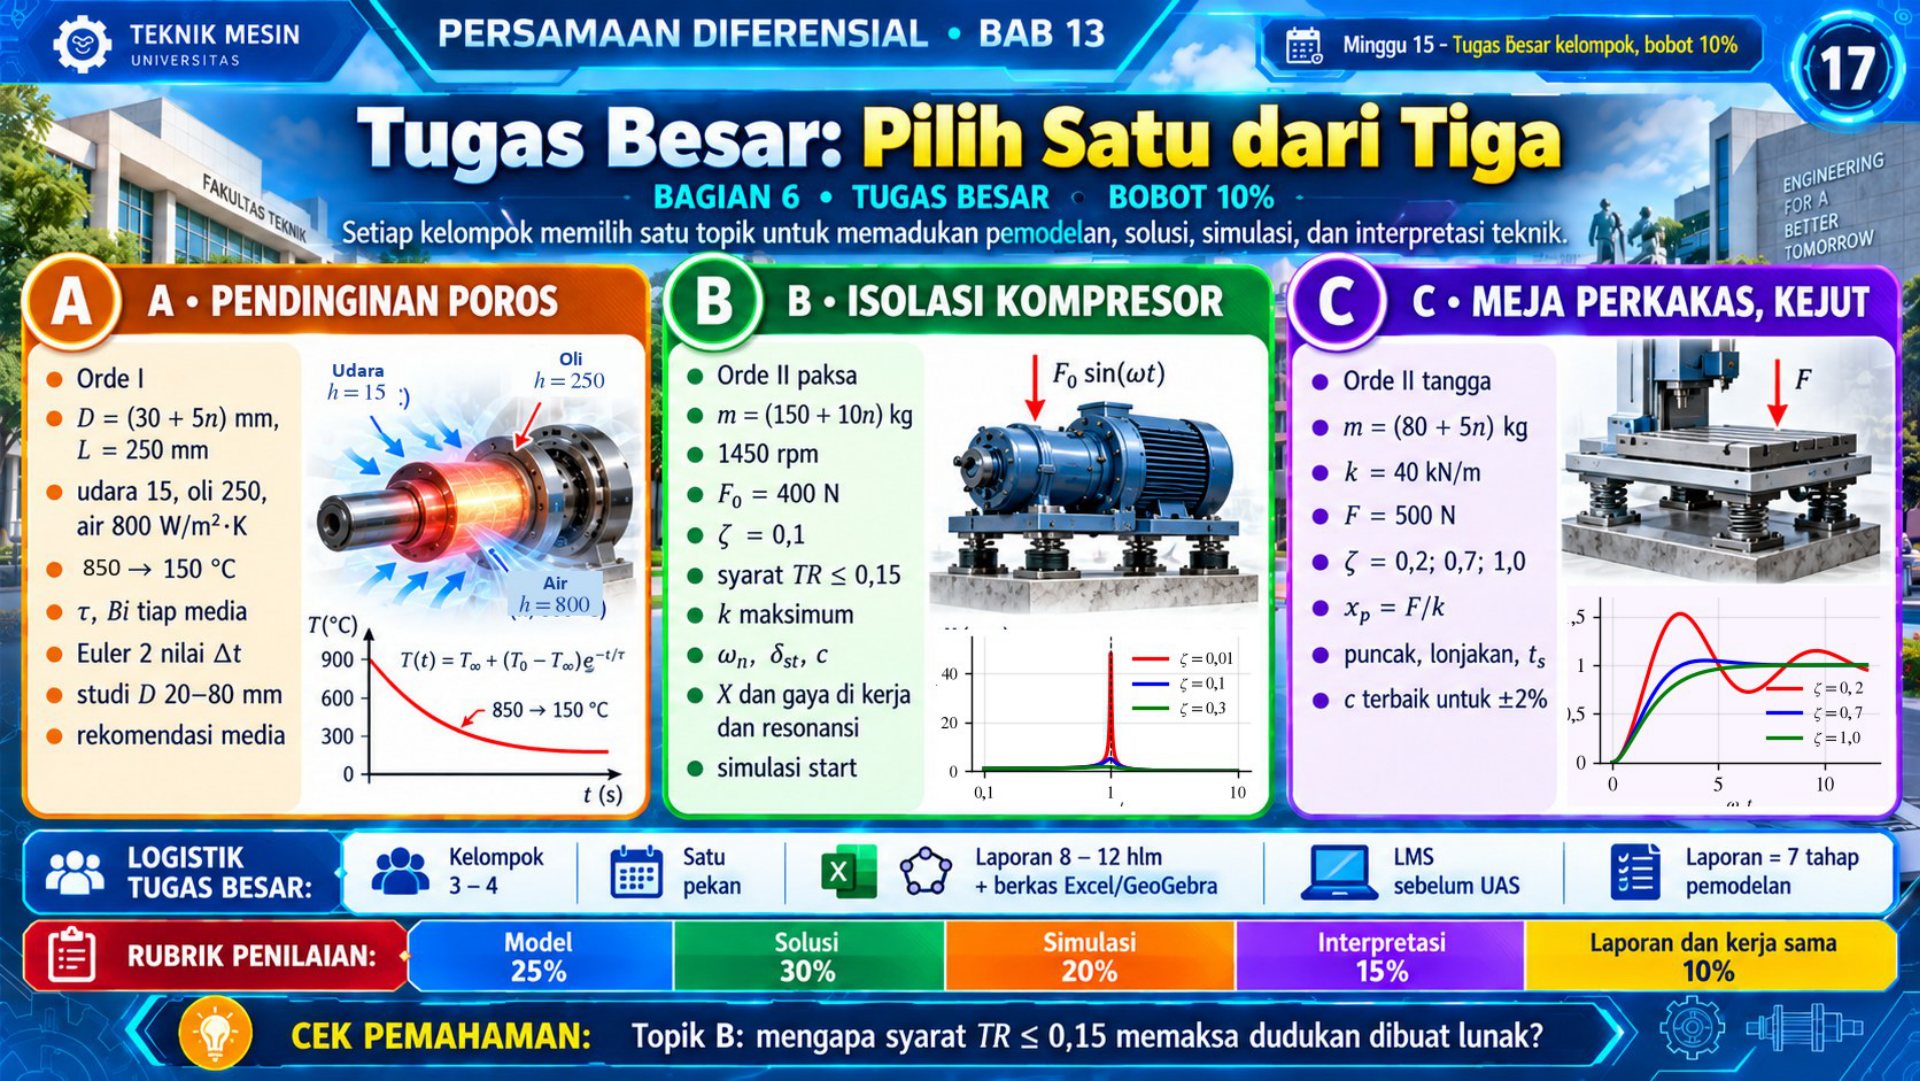 TEKNIK MESIN
UNIVERSITAS
PERSAMAAN DIFERENSIAL • BAB 13
Minggu 15 - Tugas Besar kelompok, bobot 10%
17
FAKULTAS TEKNIK
ENGINEERING
FOR A
BETTER
TOMORROW
Tugas Besar: Pilih Satu dari Tiga
BAGIAN 6 • TUGAS BESAR • BOBOT 10%
Setiap kelompok memilih satu topik untuk memadukan pemodelan, solusi, simulasi, dan interpretasi teknik.
A
A • PENDINGINAN POROS
Orde I
D = (30 + 5n) mm,
L = 250 mm
udara 15, oli 250,
air 800 W/m²·K
850 → 150 °C
τ, Bi tiap media
Euler 2 nilai Δt
studi D 20–80 mm
rekomendasi media
Udara
h = 15 :)
Oli
h = 250
Air
h = 800
T(°C)
900
600
300
0
T(t) = T∞ + (T₀ − T∞)e^−t/τ
850 → 150 °C
t (s)
B
B • ISOLASI KOMPRESOR
Orde II paksa
m = (150 + 10n) kg
1450 rpm
F₀ = 400 N
ζ = 0,1
syarat TR ≤ 0,15
k maksimum
ωn, δst, c
X dan gaya di kerja
dan resonansi
simulasi start
F₀ sin(ωt)
40
20
0
0,1
1
10
ζ = 0,01
ζ = 0,1
ζ = 0,3
C
C • MEJA PERKAKAS, KEJUT
Orde II tangga
m = (80 + 5n) kg
k = 40 kN/m
F = 500 N
ζ = 0,2; 0,7; 1,0
xp = F/k
puncak, lonjakan, ts
c terbaik untuk ±2%
F
,5
1
0,5
0
0
5
10
ζ = 0, 2
ζ = 0,7
ζ = 1,0
LOGISTIK
TUGAS BESAR:
Kelompok
3 – 4
Satu
pekan
X
Laporan 8 – 12 hlm
+ berkas Excel/GeoGebra
LMS
sebelum UAS
Laporan = 7 tahap
pemodelan
RUBRIK PENILAIAN:
Model
25%
Solusi
30%
Simulasi
20%
Interpretasi
15%
Laporan dan kerja sama
10%
CEK PEMAHAMAN:
Topik B: mengapa syarat TR ≤ 0,15 memaksa dudukan dibuat lunak?